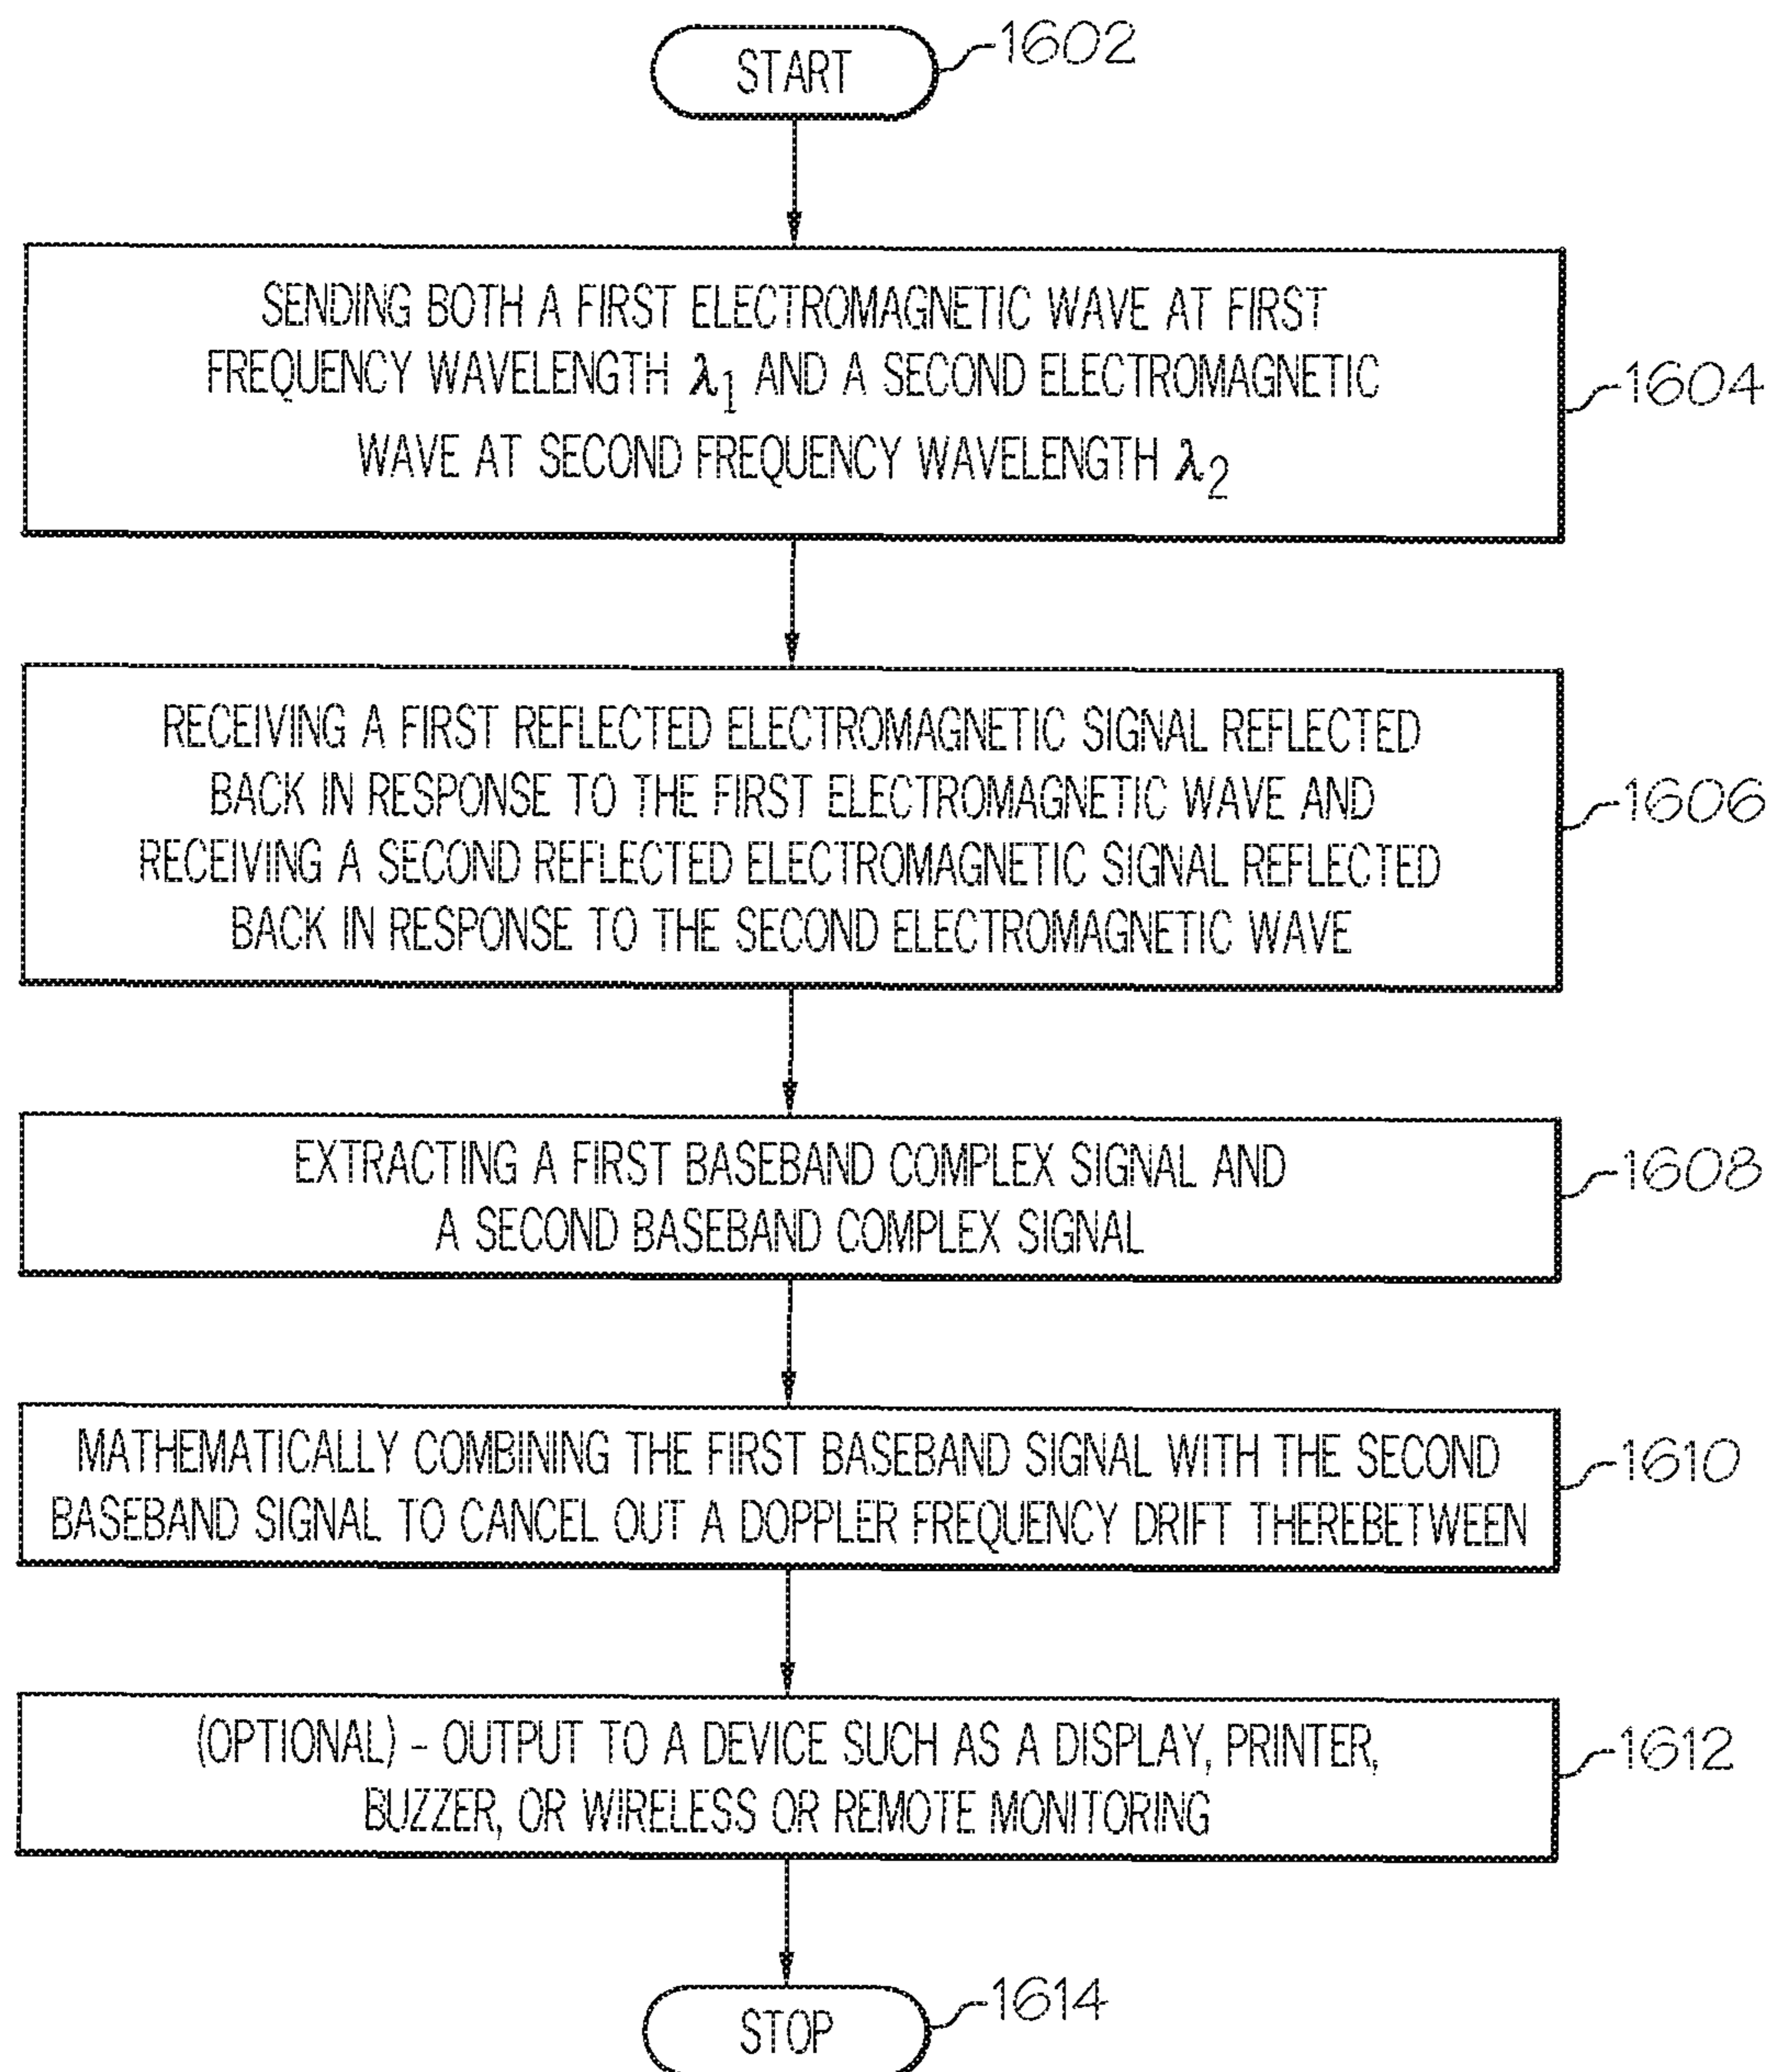 START
1602
SENDING BOTH A FIRST ELECTROMAGNETIC WAVE AT FIRST
FREQUENCY WAVELENGTH λ1 AND A SECOND ELECTROMAGNETIC
WAVE AT SECOND FREQUENCY WAVELENGTH λ2
1604
RECEIVING A FIRST REFLECTED ELECTROMAGNETIC SIGNAL REFLECTED
BACK IN RESPONSE TO THE FIRST ELECTROMAGNETIC WAVE AND
RECEIVING A SECOND REFLECTED ELECTROMAGNETIC SIGNAL REFLECTED
BACK IN RESPONSE TO THE SECOND ELECTROMAGNETIC WAVE
1606
EXTRACTING A FIRST BASEBAND COMPLEX SIGNAL AND
A SECOND BASEBAND COMPLEX SIGNAL
1608
MATHEMATICALLY COMBINING THE FIRST BASEBAND SIGNAL WITH THE SECOND
BASEBAND SIGNAL TO CANCEL OUT A DOPPLER FREQUENCY DRIFT THEREBETWEEN
1610
(OPTIONAL) - OUTPUT TO A DEVICE SUCH AS A DISPLAY, PRINTER,
BUZZER, OR WIRELESS OR REMOTE MONITORING
1612
STOP
1614